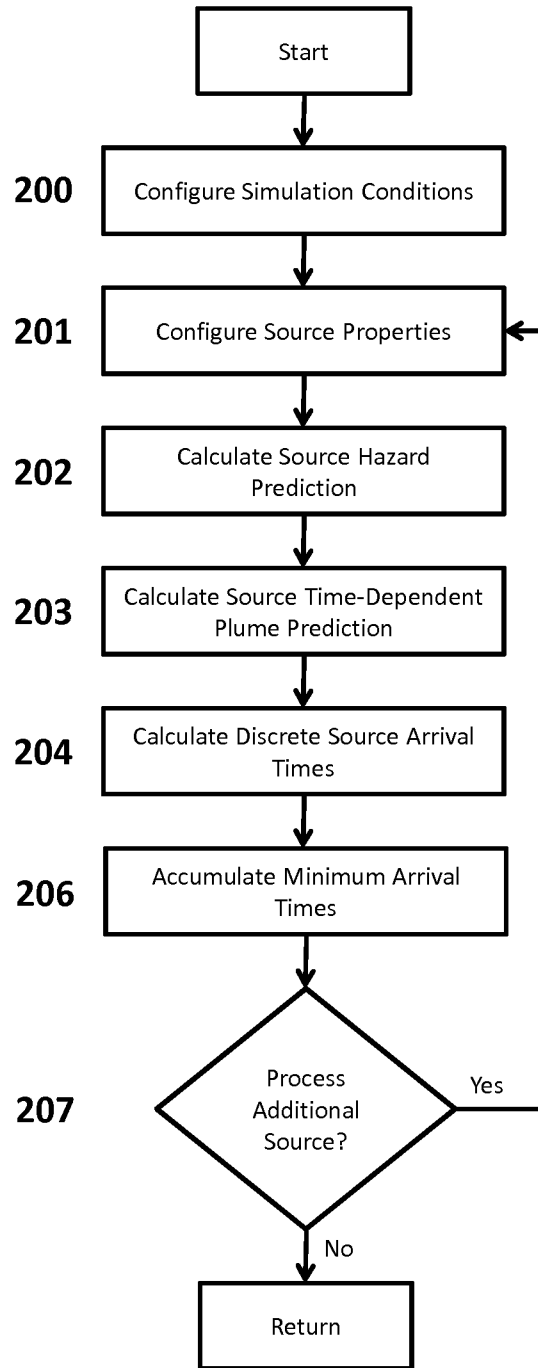 Start
200
Configure Simulation Conditions
201
Configure Source Properties
202
Calculate Source Hazard
Prediction
203
Calculate Source Time-Dependent
Plume Prediction
204
Calculate Discrete Source Arrival
Times
206
Accumulate Minimum Arrival
Times
207
Process
Additional
Source?
Yes
No
Return